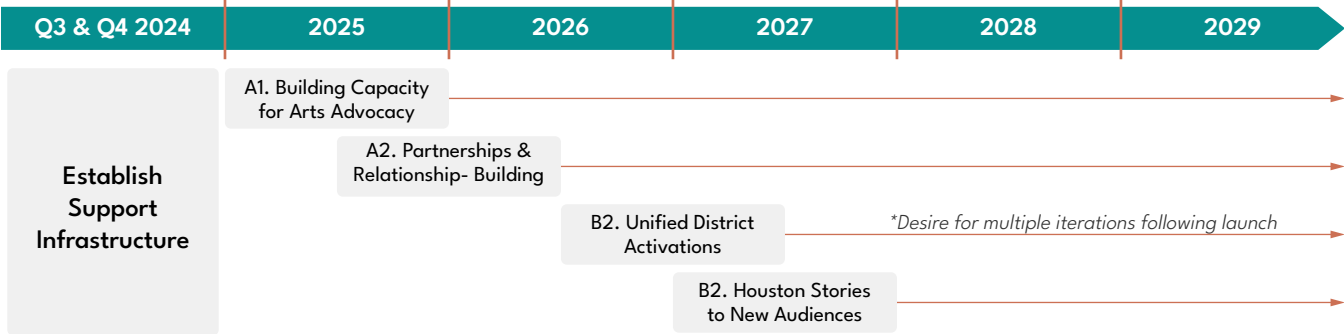 Q3 & Q4 2024 2025 2026 2027 2028 2029
A1. Building Capacity
for Arts Advocacy
A2. Partnerships &
Relationship- Building
Establish
Support
Infrastructure
B2. Unified District
Activations
*Desire for multiple iterations following launch
B2. Houston Stories
to New Audiences